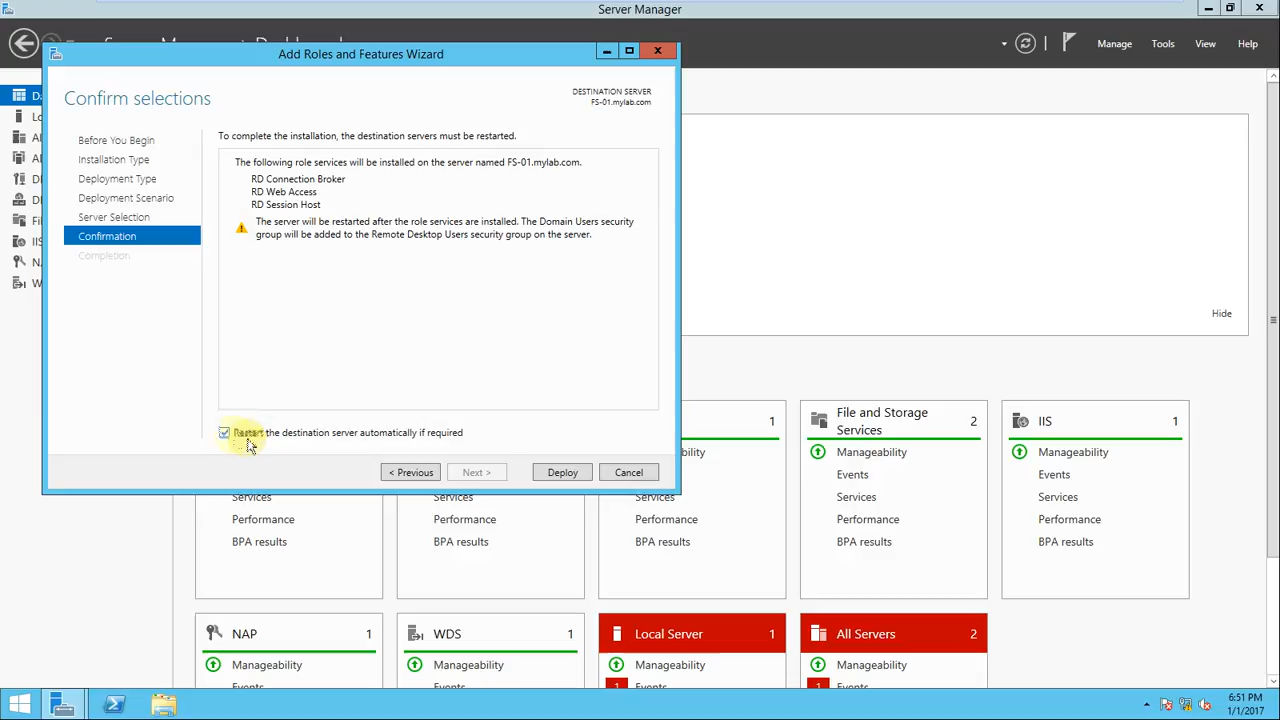 Server Manager
Manage
Tools
View
Help
Add Roles and Features Wizard
Confirm selections
DESTINATION SERVER
FS-01.mylab.com
Before You Begin
Installation Type
Deployment Type
Deployment Scenario
Server Selection
Confirmation
Completion
To complete the installation, the destination servers must be restarted.
The following role services will be installed on the server named FS-01.mylab.com.
RD Connection Broker
RD Web Access
RD Session Host
The server will be restarted after the role services are installed. The Domain Users security
group will be added to the Remote Desktop Users security group on the server.
Restart the destination server automatically if required
< Previous
Next >
Deploy
Cancel
Hide
1
File and Storage
Services
2
IIS
1
Manageability
Manageability
Events
Events
Services
Services
Services
Services
Services
Performance
Performance
Performance
Performance
Performance
BPA results
BPA results
BPA results
BPA results
BPA results
NAP
1
WDS
1
Local Server
1
All Servers
2
Manageability
Manageability
Manageability
Manageability
Events
Events
1
Events
1
Events
6:51 PM
1/1/2017